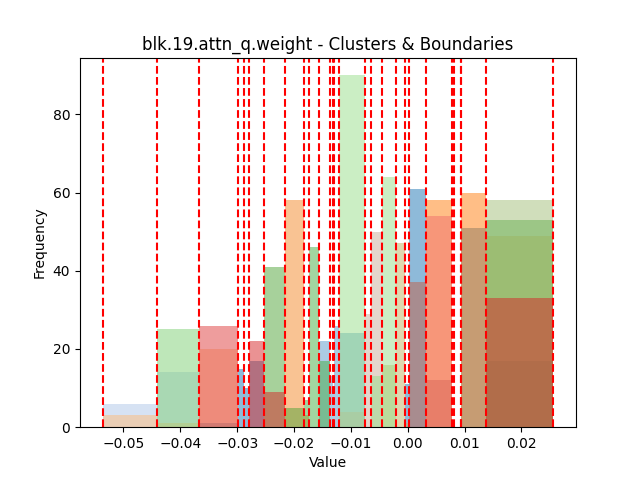 blk.19.attn_q.weight - Clusters & Boundaries
80
60
40
20
0
Frequency
−0.05 −0.04 −0.03 −0.02 −0.01 0.00 0.01 0.02
Value